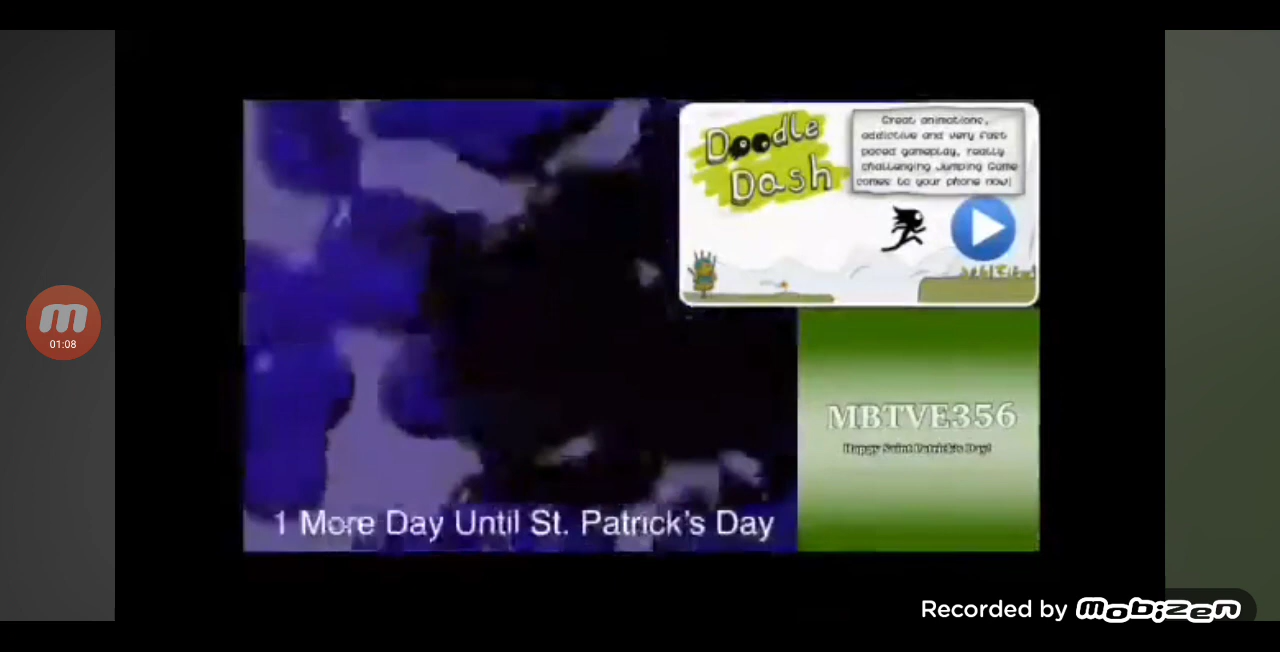 Doodle
Dash
Great animations,
addictive and very fast
paced gameplay, really
challenging Jumping Game
comes to your phone now!
m
01:08
MBTVE356
Happy Saint Patrick's Day!
1 More Day Until St. Patrick's Day
Recorded by mobizen